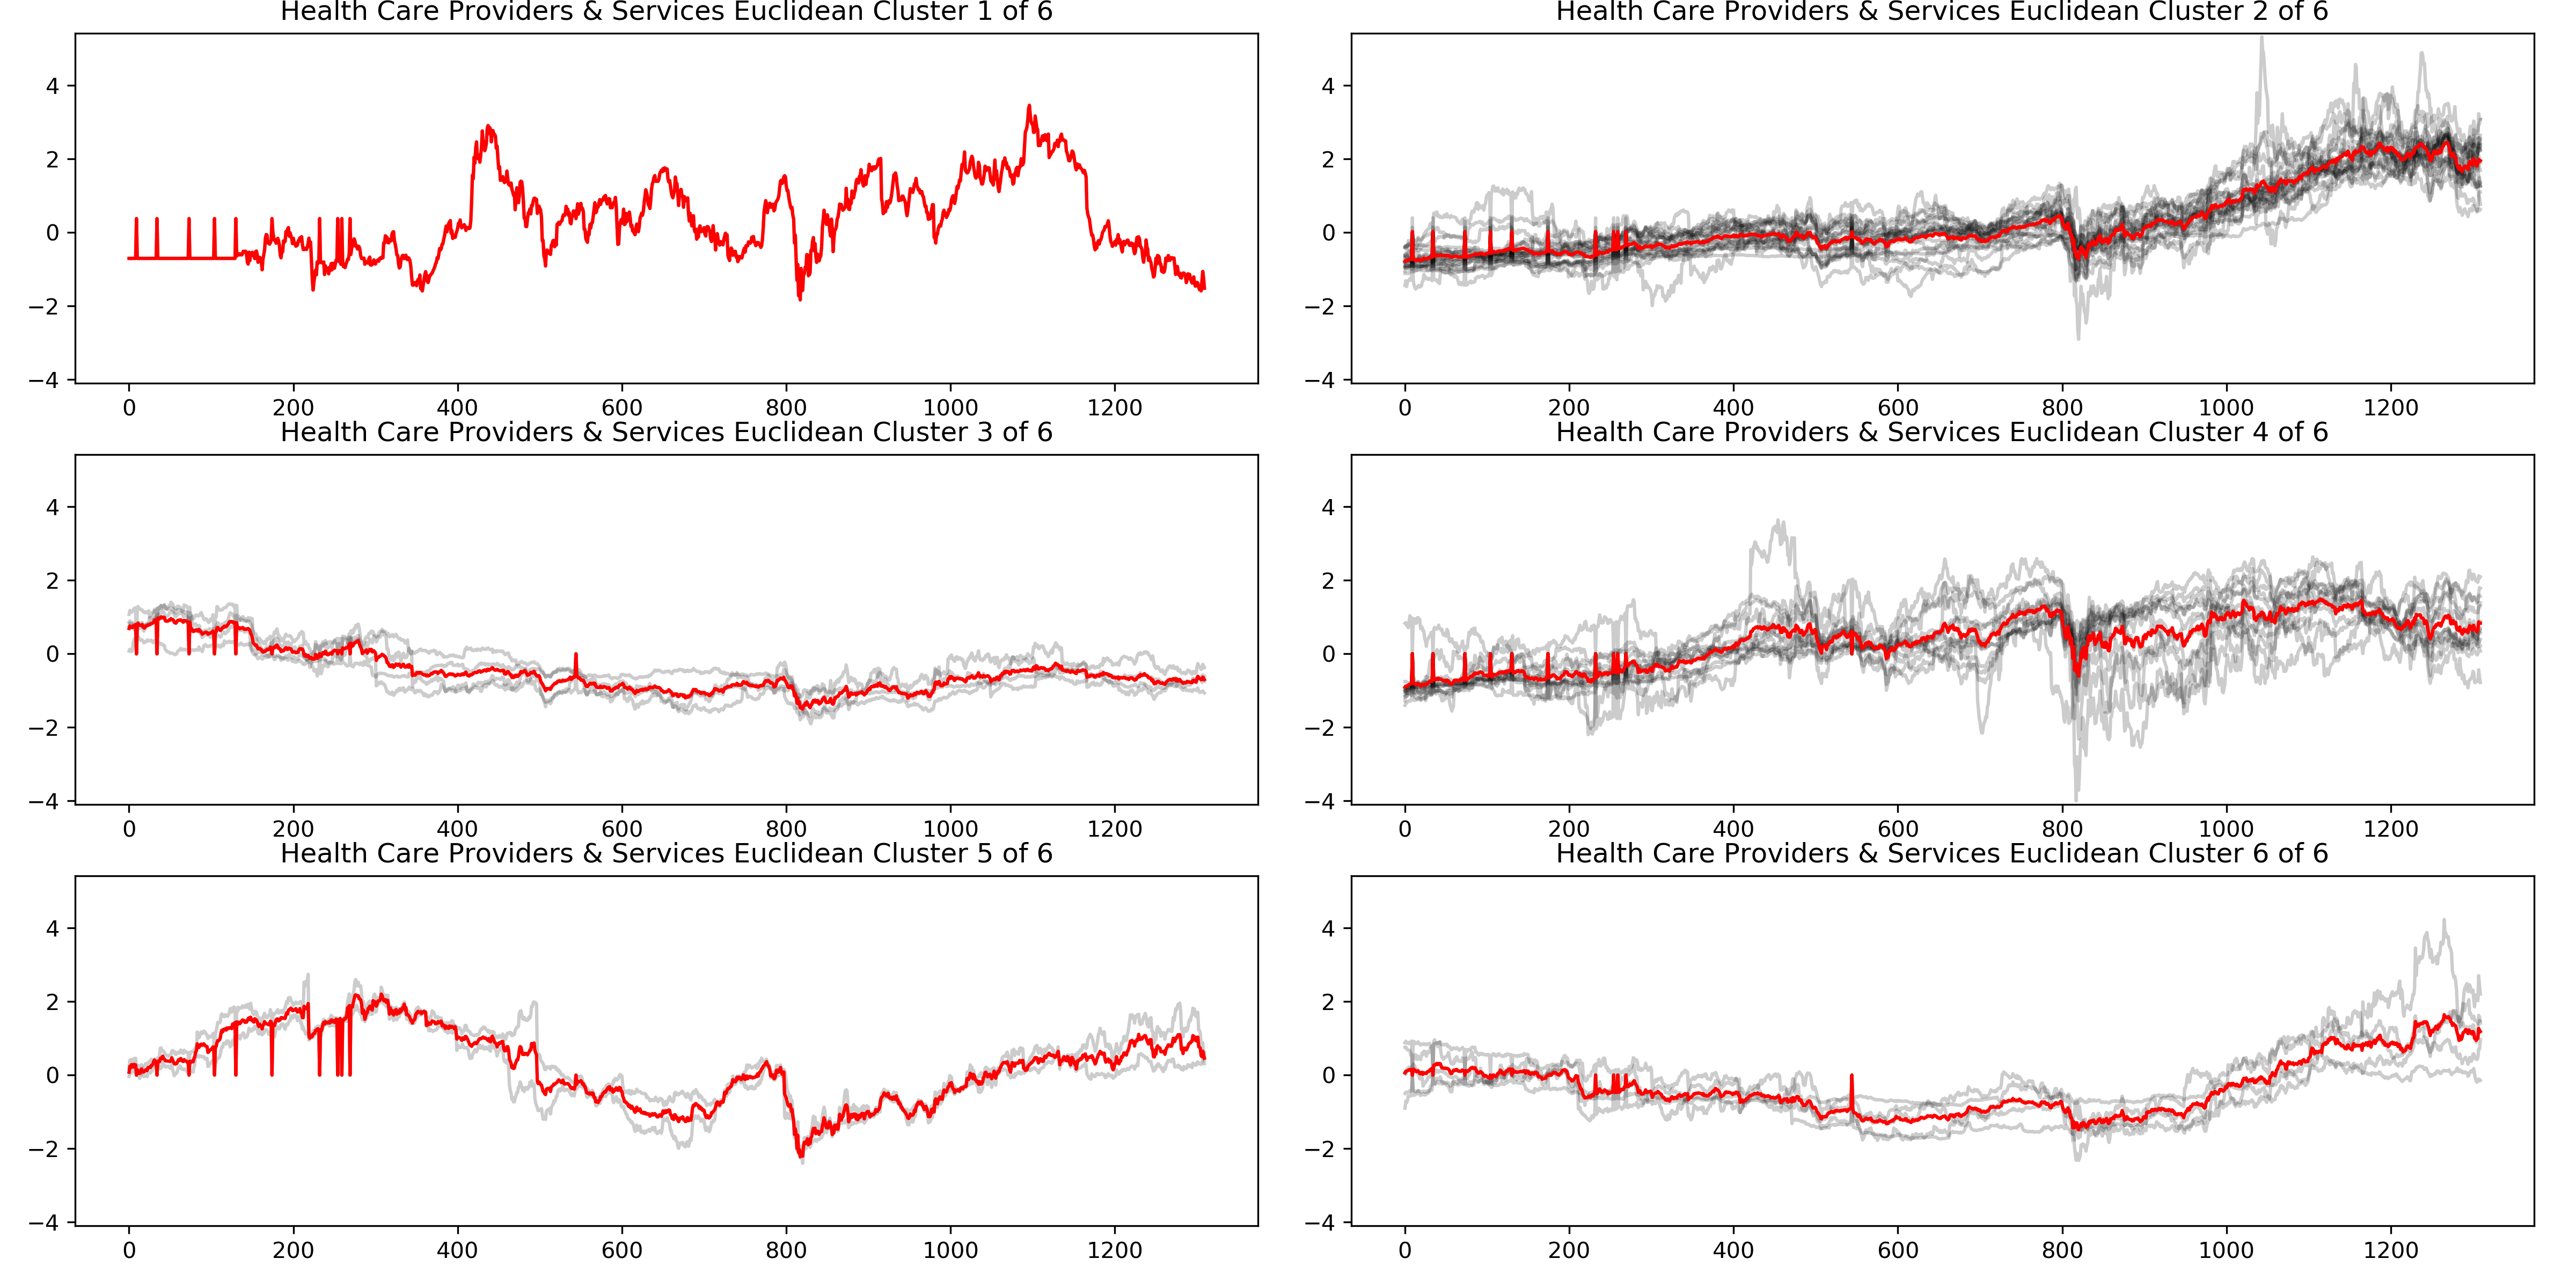 Health Care Providers & Services Euclidean Cluster 1 of 6
4
2
0
−2
−4
0 200 400 600 800 1000 1200
Health Care Providers & Services Euclidean Cluster 2 of 6
4
2
0
−2
−4
0 200 400 600 800 1000 1200
Health Care Providers & Services Euclidean Cluster 3 of 6
4
2
0
−2
−4
0 200 400 600 800 1000 1200
Health Care Providers & Services Euclidean Cluster 4 of 6
4
2
0
−2
−4
0 200 400 600 800 1000 1200
Health Care Providers & Services Euclidean Cluster 5 of 6
4
2
0
−2
−4
0 200 400 600 800 1000 1200
Health Care Providers & Services Euclidean Cluster 6 of 6
4
2
0
−2
−4
0 200 400 600 800 1000 1200